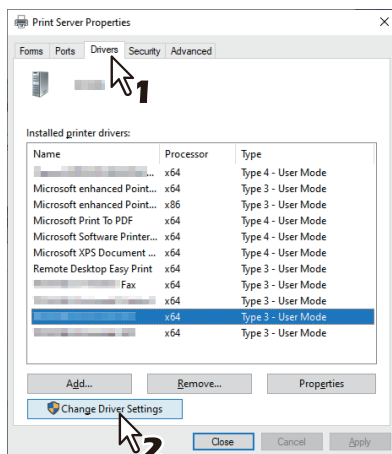 Print Server Properties
Forms Ports Drivers Security Advanced
1
Installed printer drivers:
Name Processor Type
... x64 Type 4 - User Mode
Microsoft enhanced Point... x64 Type 3 - User Mode
Microsoft enhanced Point... x86 Type 3 - User Mode
Microsoft Print To PDF x64 Type 4 - User Mode
Microsoft Software Printer... x64 Type 4 - User Mode
Microsoft XPS Document ... x64 Type 4 - User Mode
Remote Desktop Easy Print x64 Type 3 - User Mode
Fax x64 Type 3 - User Mode
x64 Type 3 - User Mode
x64 Type 3 - User Mode
x64 Type 3 - User Mode
Add... Remove... Properties
Change Driver Settings
2
Close Cancel Apply